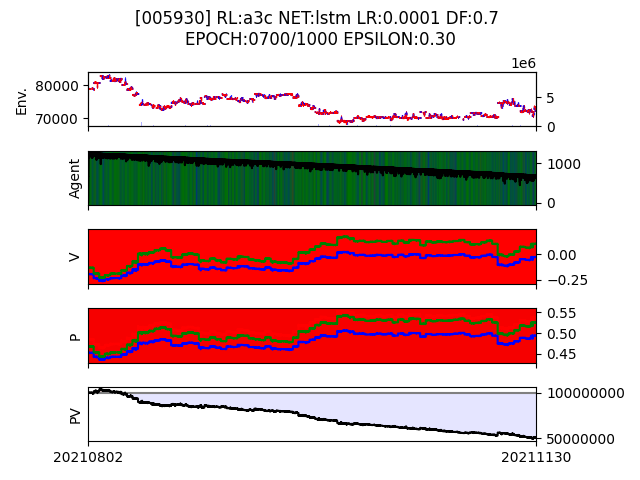 [005930] RL:a3c NET:lstm LR:0.0001 DF:0.7
EPOCH:0700/1000 EPSILON:0.30
1e6
Env.
80000
70000
5
0
Agent
1000
0
V
0.00
−0.25
P
0.55
0.50
0.45
PV
100000000
50000000
20210802
20211130